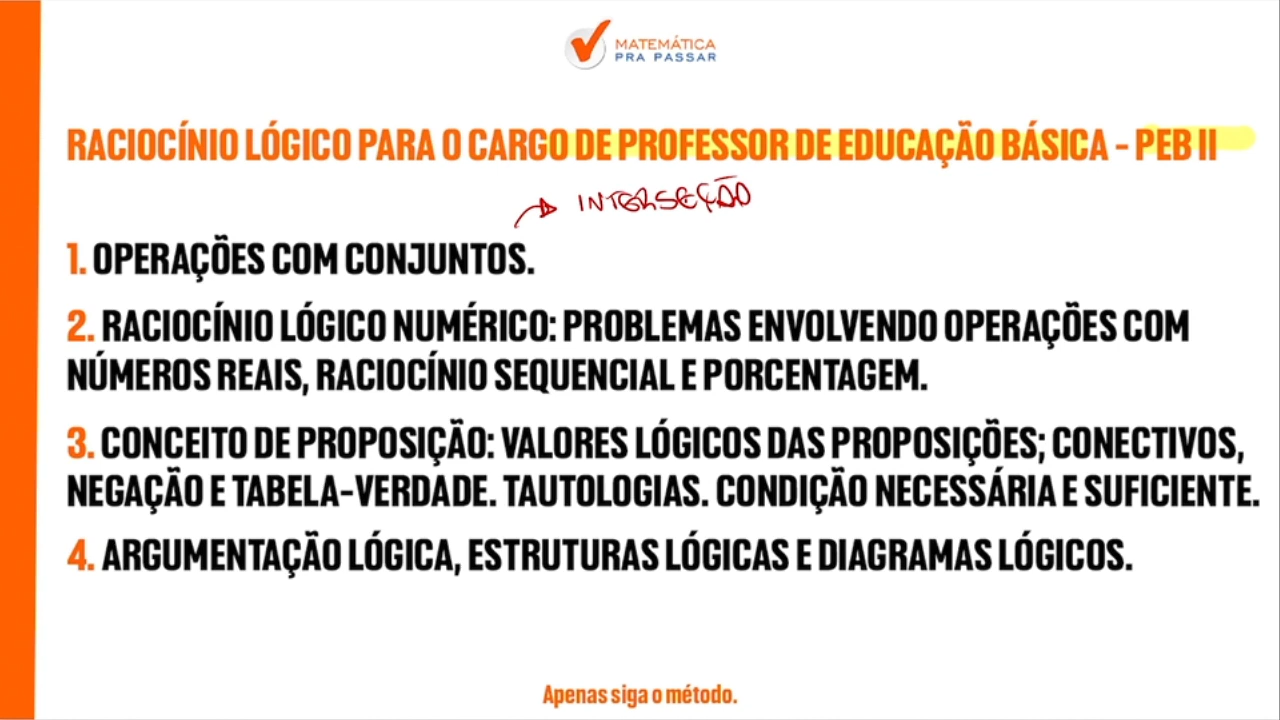 MATEMÁTICA
PRA PASSAR
RACIOCÍNIO LÓGICO PARA O CARGO DE PROFESSOR DE EDUCAÇÃO BÁSICA - PEB II
INTERSEÇÃO
1. OPERAÇÕES COM CONJUNTOS.
2. RACIOCÍNIO LÓGICO NUMÉRICO: PROBLEMAS ENVOLVENDO OPERAÇÕES COM
NÚMEROS REAIS, RACIOCÍNIO SEQUENCIAL E PORCENTAGEM.
3. CONCEITO DE PROPOSIÇÃO: VALORES LÓGICOS DAS PROPOSIÇÕES; CONECTIVOS,
NEGAÇÃO E TABELA-VERDADE. TAUTOLOGIAS. CONDIÇÃO NECESSÁRIA E SUFICIENTE.
4. ARGUMENTAÇÃO LÓGICA, ESTRUTURAS LÓGICAS E DIAGRAMAS LÓGICOS.
Apenas siga o método.